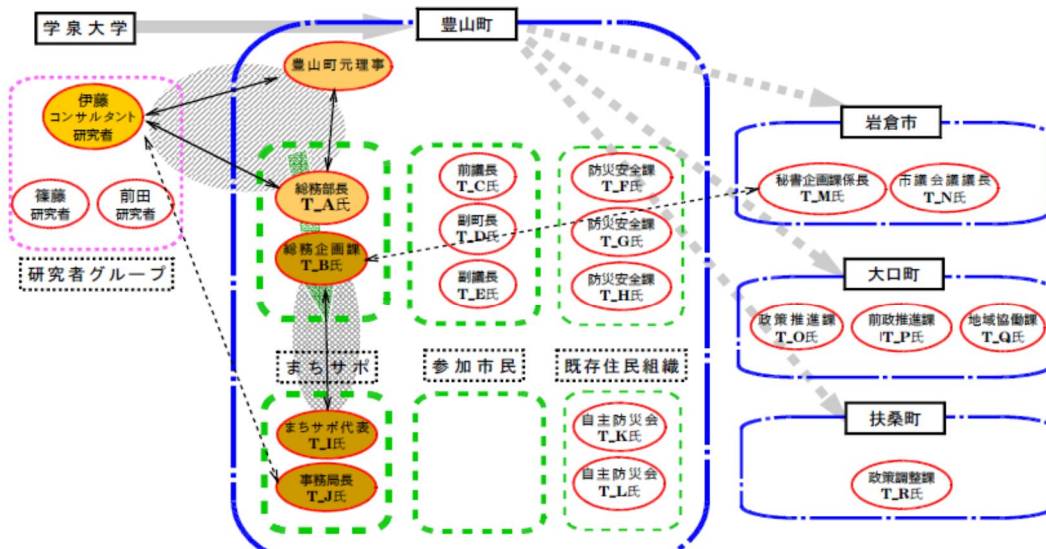 学泉大学
豊山町
豊山町元理事
伊藤
コンサルタント
研究者
篠藤
研究者
前田
研究者
研究者グループ
総務部長
T_A氏
総務企画課
T_B氏
前議長
T_C氏
副町長
T_D氏
副議長
T_E氏
防災安全課
T_F氏
防災安全課
T_G氏
防災安全課
T_H氏
まちサポ
参加市民
既存住民組織
まちサポ代表
T_I氏
事務局長
T_J氏
自主防災会
T_K氏
自主防災会
T_L氏
岩倉市
秘書企画課係長
T_M氏
市議会議議長
T_N氏
大口町
政策推進課
T_O氏
前政推進課
T_P氏
地域協働課
T_Q氏
扶桑町
政策調整課
T_R氏